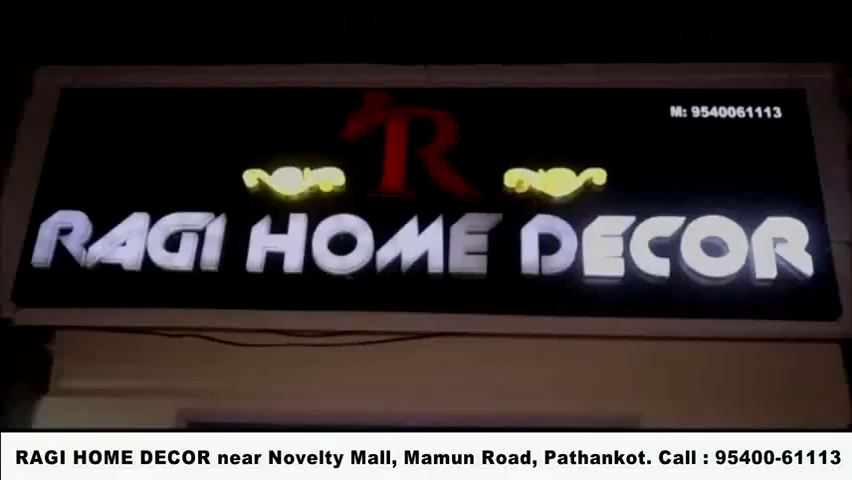 R
M: 9540061113
RAGI HOME DECOR
RAGI HOME DECOR near Novelty Mall, Mamun Road, Pathankot. Call : 95400-61113